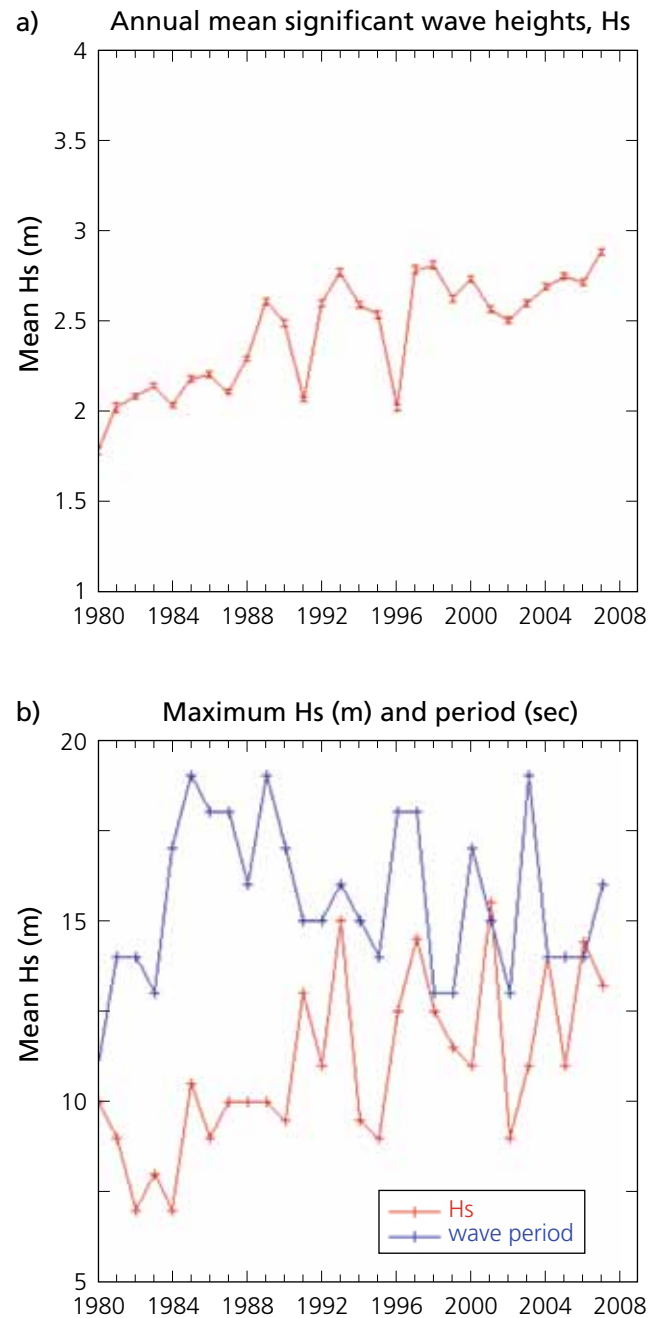 a) Annual mean significant wave heights, Hs
4
3.5
3
2.5
2
1.5
1
Mean Hs (m)
1980 1984 1988 1992 1996 2000 2004 2008
b) Maximum Hs (m) and period (sec)
20
15
10
5
Mean Hs (m)
Hs
wave period
1980 1984 1988 1992 1996 2000 2004 2008